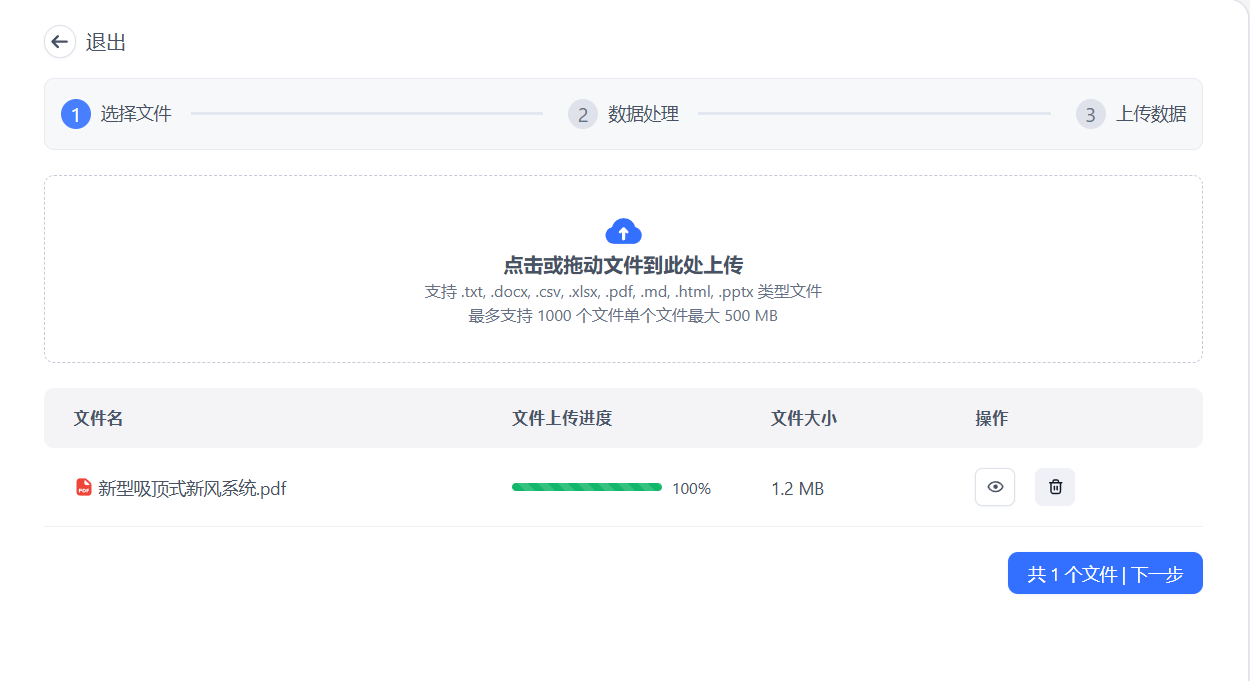 退出
1 选择文件 2 数据处理 3 上传数据
点击或拖动文件到此处上传
支持 .txt, .docx, .csv, .xlsx, .pdf, .md, .html, .pptx 类型文件
最多支持 1000 个文件单个文件最大 500 MB
文件名 文件上传进度 文件大小 操作
PDF 新型吸顶式新风系统.pdf 100% 1.2 MB
共 1 个文件 | 下一步